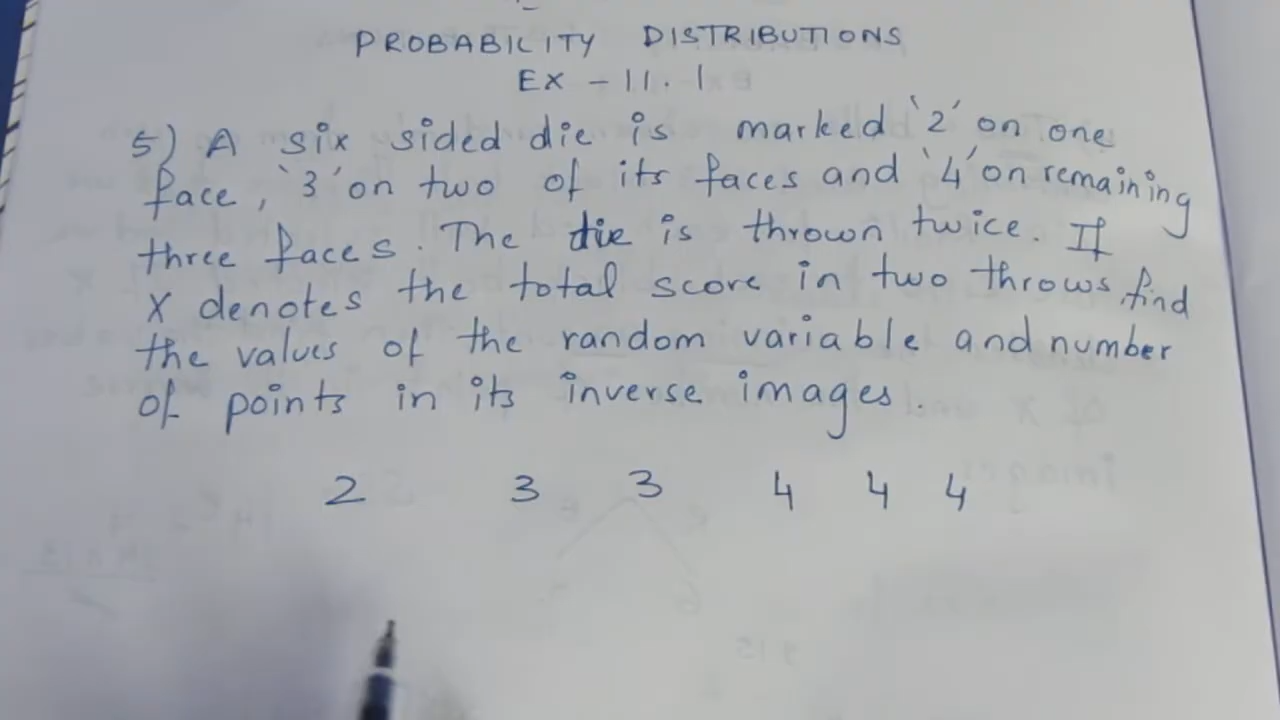 PROBABILITY DISTRIBUTIONS
EX - 11.1
5) A six sided die is marked '2' on one
face, '3' on two of its faces and '4' on remaining
three faces. The die is thrown twice. If
X denotes the total score in two throws, find
the values of the random variable and number
of points in its inverse images.
2 3 3 4 4 4